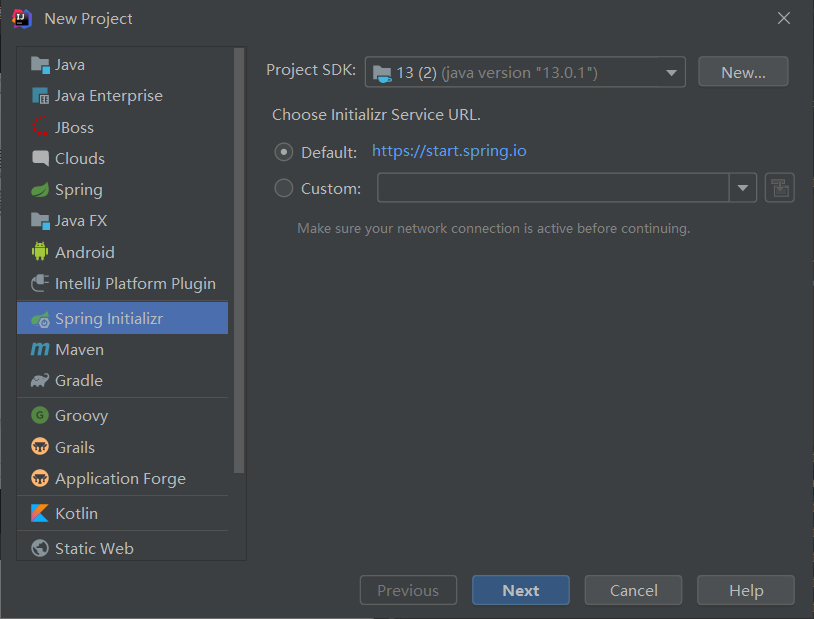 New Project
Java
Java Enterprise
JBoss
Clouds
Spring
Java FX
Android
IntelliJ Platform Plugin
Spring Initializr
Maven
Gradle
Groovy
Grails
Application Forge
Kotlin
Static Web
Project SDK: 13 (2) (java version "13.0.1") New...
Choose Initializr Service URL.
Default: https://start.spring.io
Custom:
Make sure your network connection is active before continuing.
Previous Next Cancel Help